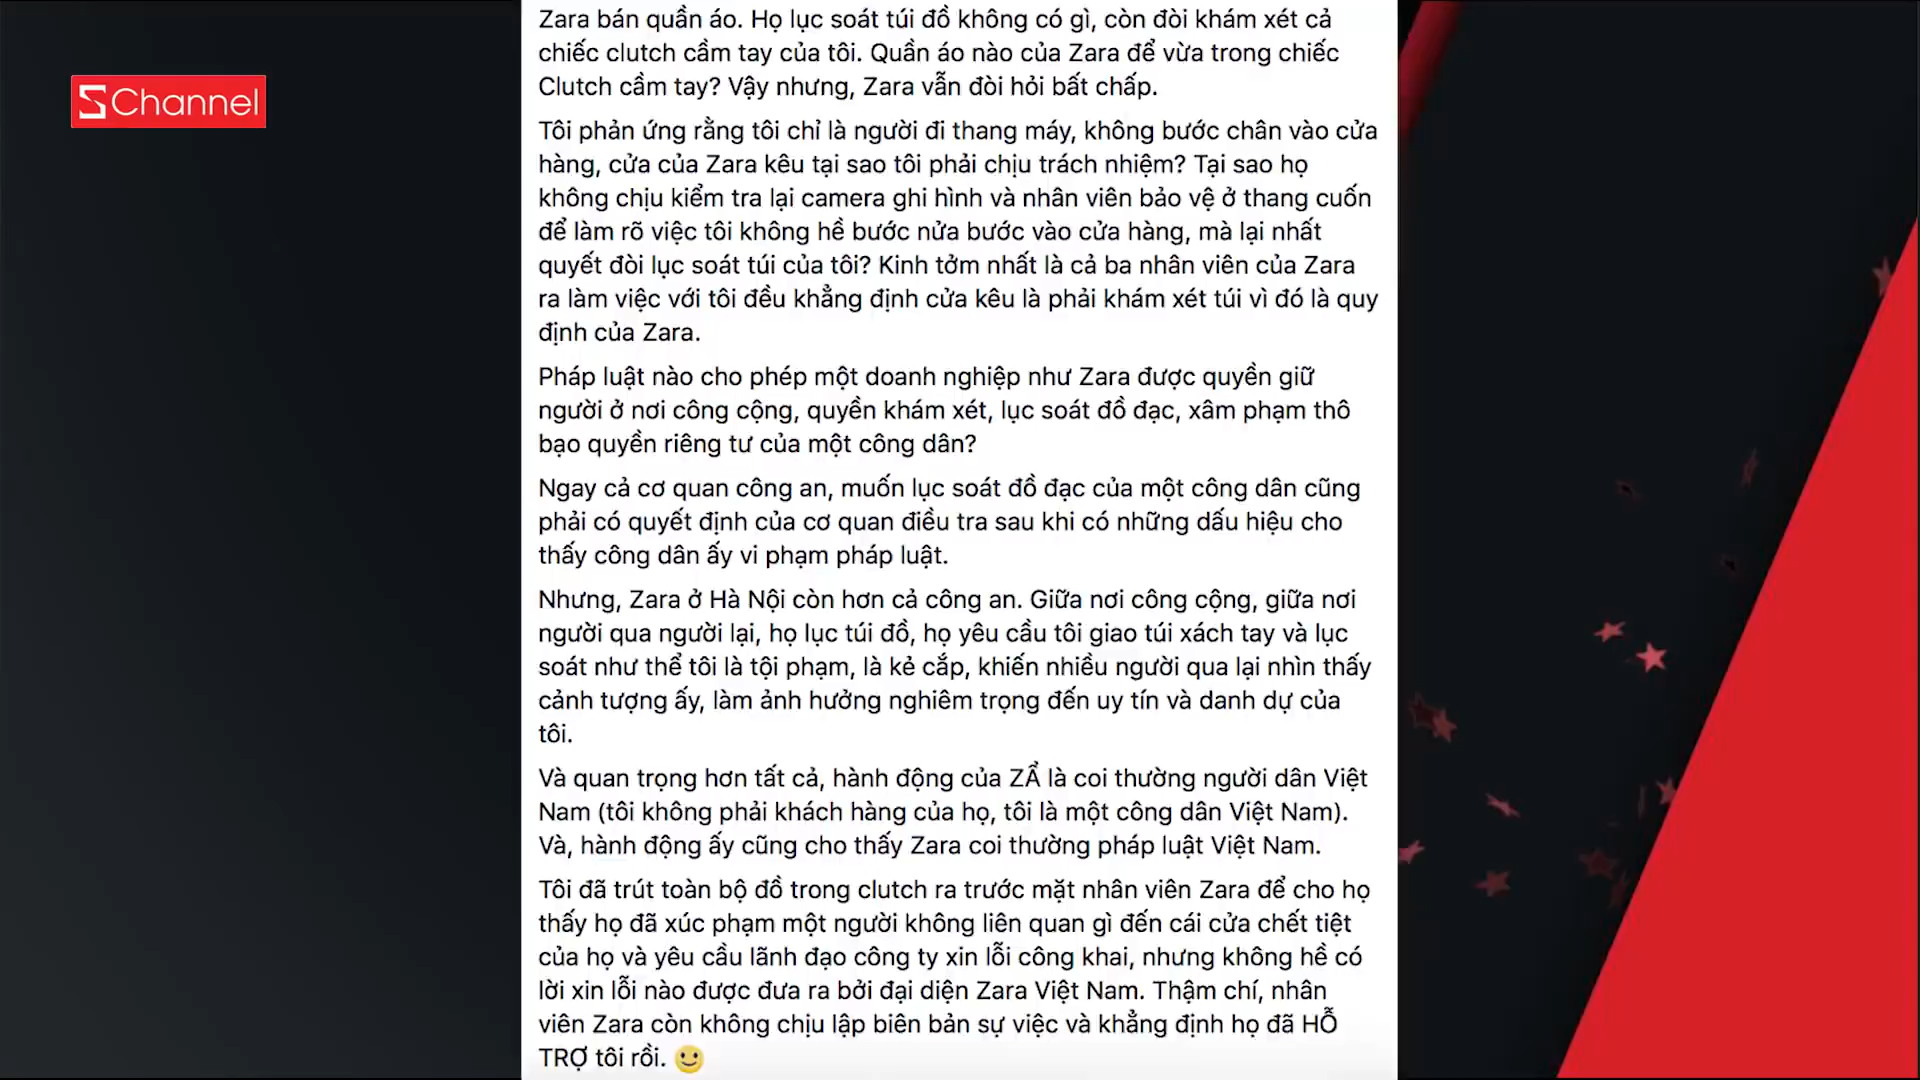 SChannel
Zara bán quần áo. Họ lục soát túi đồ không có gì, còn đòi khám xét cả
chiếc clutch cầm tay của tôi. Quần áo nào của Zara để vừa trong chiếc
Clutch cầm tay? Vậy nhưng, Zara vẫn đòi hỏi bất chấp.
Tôi phản ứng rằng tôi chỉ là người đi thang máy, không bước chân vào cửa
hàng, cửa của Zara kêu tại sao tôi phải chịu trách nhiệm? Tại sao họ
không chịu kiểm tra lại camera ghi hình và nhân viên bảo vệ ở thang cuốn
để làm rõ việc tôi không hề bước nửa bước vào cửa hàng, mà lại nhất
quyết đòi lục soát túi của tôi? Kinh tởm nhất là cả ba nhân viên của Zara
ra làm việc với tôi đều khẳng định cửa kêu là phải khám xét túi vì đó là quy
định của Zara.
Pháp luật nào cho phép một doanh nghiệp như Zara được quyền giữ
người ở nơi công cộng, quyền khám xét, lục soát đồ đạc, xâm phạm thô
bạo quyền riêng tư của một công dân?
Ngay cả cơ quan công an, muốn lục soát đồ đạc của một công dân cũng
phải có quyết định của cơ quan điều tra sau khi có những dấu hiệu cho
thấy công dân ấy vi phạm pháp luật.
Nhưng, Zara ở Hà Nội còn hơn cả công an. Giữa nơi công cộng, giữa nơi
người qua người lại, họ lục túi đồ, họ yêu cầu tôi giao túi xách tay và lục
soát như thể tôi là tội phạm, là kẻ cắp, khiến nhiều người qua lại nhìn thấy
cảnh tượng ấy, làm ảnh hưởng nghiêm trọng đến uy tín và danh dự của
tôi.
Và quan trọng hơn tất cả, hành động của ZẨ là coi thường người dân Việt
Nam (tôi không phải khách hàng của họ, tôi là một công dân Việt Nam).
Và, hành động ấy cũng cho thấy Zara coi thường pháp luật Việt Nam.
Tôi đã trút toàn bộ đồ trong clutch ra trước mặt nhân viên Zara để cho họ
thấy họ đã xúc phạm một người không liên quan gì đến cái cửa chết tiệt
của họ và yêu cầu lãnh đạo công ty xin lỗi công khai, nhưng không hề có
lời xin lỗi nào được đưa ra bởi đại diện Zara Việt Nam. Thậm chí, nhân
viên Zara còn không chịu lập biên bản sự việc và khẳng định họ đã HỖ
TRỢ tôi rồi. 🙂